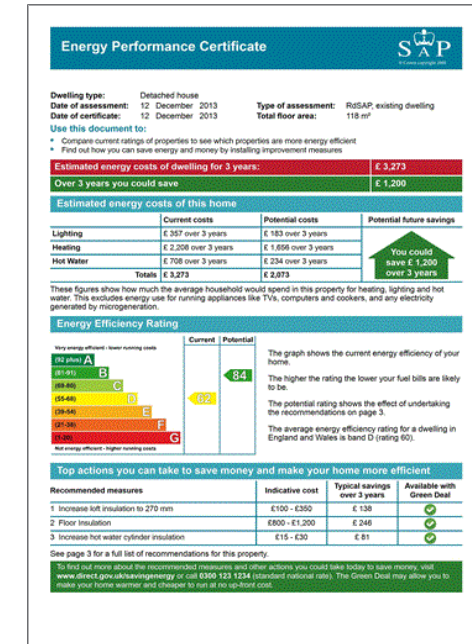 Energy Performance Certificate
SAP
© Crown copyright 2009
Dwelling type: Detached house
Date of assessment: 12 December 2013 Type of assessment: RdSAP, existing dwelling
Date of certificate: 12 December 2013 Total floor area: 118 m²
Use this document to:
• Compare current ratings of properties to see which properties are more energy efficient
• Find out how you can save energy and money by installing improvement measures
Estimated energy costs of dwelling for 3 years: £ 3,273
Over 3 years you could save £ 1,200
Estimated energy costs of this home
Current costs Potential costs Potential future savings
Lighting £ 357 over 3 years £ 183 over 3 years
Heating £ 2,208 over 3 years £ 1,656 over 3 years
Hot Water £ 708 over 3 years £ 234 over 3 years
Totals £ 3,273 £ 2,073
You could
save £ 1,200
over 3 years
These figures show how much the average household would spend in this property for heating, lighting and hot
water. This excludes energy use for running appliances like TVs, computers and cookers, and any electricity
generated by microgeneration.
Energy Efficiency Rating
Current Potential
Very energy efficient - lower running costs
(92 plus) A
(81-91) B
(69-80) C
(55-68) D
(39-54) E
(21-38) F
(1-20) G
Not energy efficient - higher running costs
62
84
The graph shows the current energy efficiency of your
home.
The higher the rating the lower your fuel bills are likely
to be.
The potential rating shows the effect of undertaking
the recommendations on page 3.
The average energy efficiency rating for a dwelling in
England and Wales is band D (rating 60).
Top actions you can take to save money and make your home more efficient
Recommended measures Indicative cost Typical savings over 3 years Available with Green Deal
1 Increase loft insulation to 270 mm £100 - £350 £ 138
2 Floor Insulation £800 - £1,200 £ 246
3 Increase hot water cylinder insulation £15 - £30 £ 81
See page 3 for a full list of recommendations for this property.
To find out more about the recommended measures and other actions you could take today to save money, visit
www.direct.gov.uk/savingenergy or call 0300 123 1234 (standard national rate). The Green Deal may allow you to
make your home warmer and cheaper to run at no up-front cost.